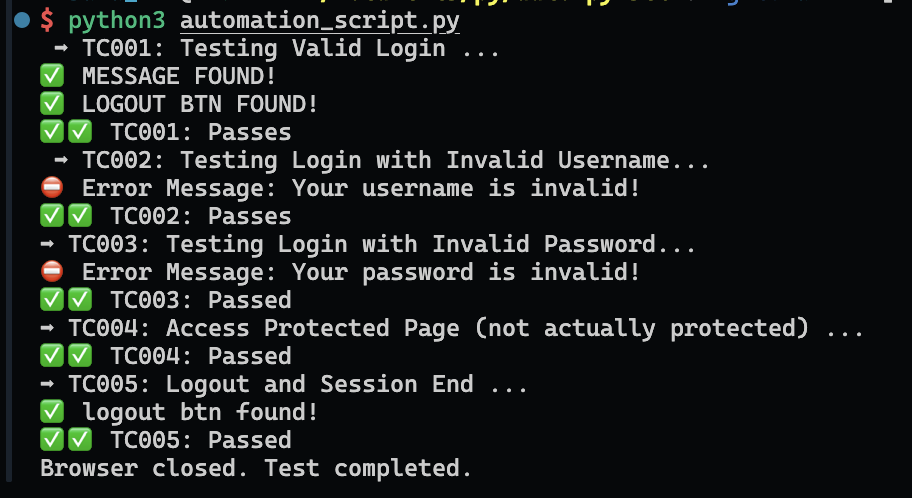 $ python3 automation_script.py
➡ TC001: Testing Valid Login ...
✅ MESSAGE FOUND!
✅ LOGOUT BTN FOUND!
✅✅ TC001: Passes
➡ TC002: Testing Login with Invalid Username...
⛔ Error Message: Your username is invalid!
✅✅ TC002: Passes
➡ TC003: Testing Login with Invalid Password...
⛔ Error Message: Your password is invalid!
✅✅ TC003: Passed
➡ TC004: Access Protected Page (not actually protected) ...
✅✅ TC004: Passed
➡ TC005: Logout and Session End ...
✅ logout btn found!
✅✅ TC005: Passed
Browser closed. Test completed.